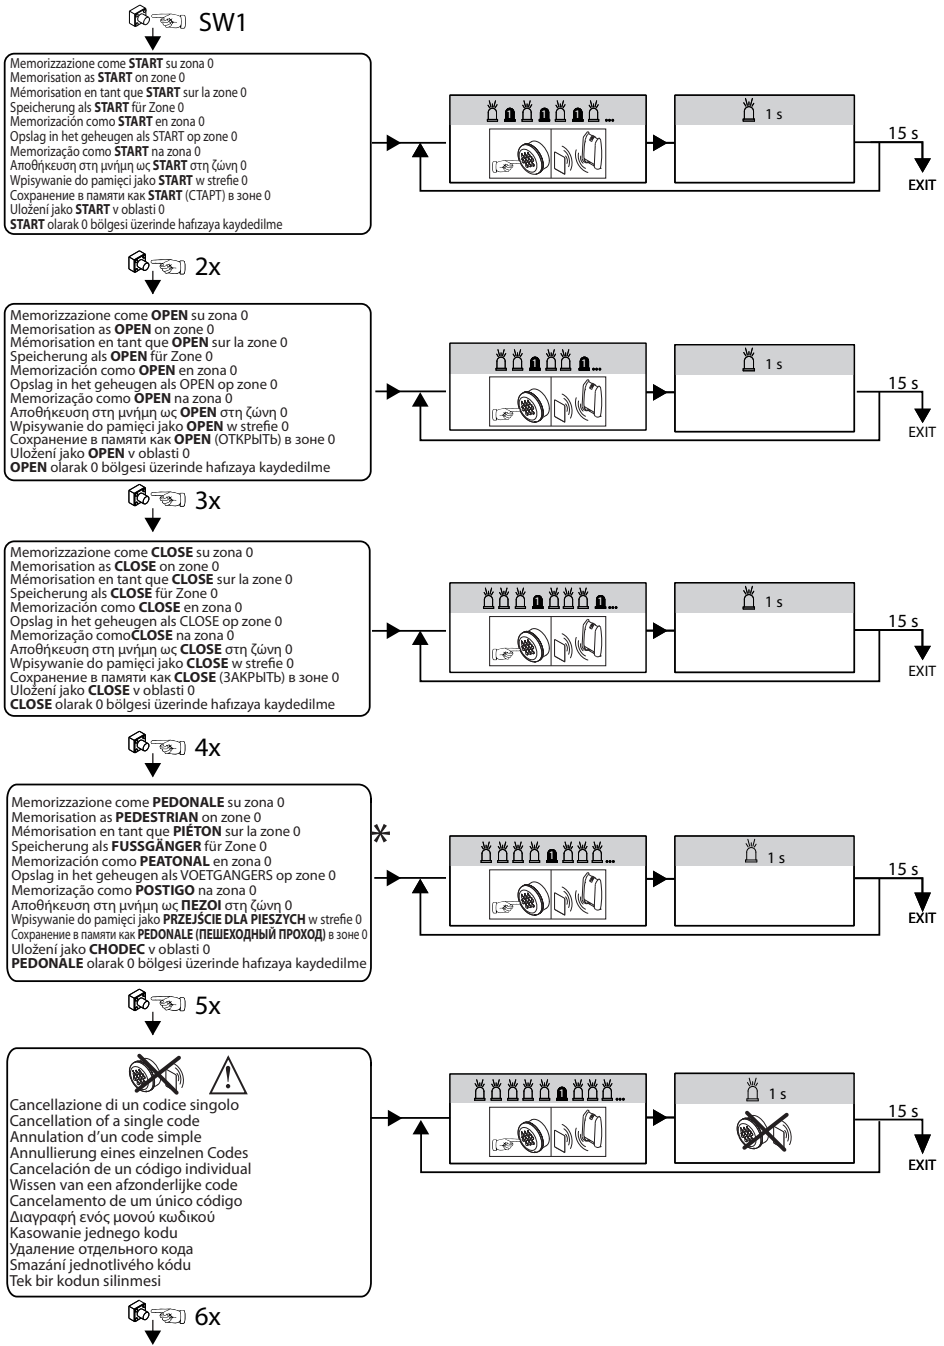 SW1
Memorizzazione come START su zona 0
Memorisation as START on zone 0
Mémorisation en tant que START sur la zone 0
Speicherung als START für Zone 0
Memorización como START en zona 0
Opslag in het geheugen als START op zone 0
Memorização como START na zona 0
Αποθήκευση στη μνήμη ως START στη ζώνη 0
Wpisywanie do pamięci jako START w strefie 0
Сохранение в памяти как START (СТАРТ) в зоне 0
Uložení jako START v oblasti 0
START olarak 0 bölgesi üzerinde hafızaya kaydedilme
1 1 1...
1 s
15 s
EXIT
2x
Memorizzazione come OPEN su zona 0
Memorisation as OPEN on zone 0
Mémorisation en tant que OPEN sur la zone 0
Speicherung als OPEN für Zone 0
Memorización como OPEN en zona 0
Opslag in het geheugen als OPEN op zone 0
Memorização como OPEN na zona 0
Αποθήκευση στη μνήμη ως OPEN στη ζώνη 0
Wpisywanie do pamięci jako OPEN w strefie 0
Сохранение в памяти как OPEN (ОТКРЫТЬ) в зоне 0
Uložení jako OPEN v oblasti 0
OPEN olarak 0 bölgesi üzerinde hafızaya kaydedilme
1 1...
1 s
15 s
EXIT
3x
Memorizzazione come CLOSE su zona 0
Memorisation as CLOSE on zone 0
Mémorisation en tant que CLOSE sur la zone 0
Speicherung als CLOSE für Zone 0
Memorización como CLOSE en zona 0
Opslag in het geheugen als CLOSE op zone 0
Memorização comoCLOSE na zona 0
Αποθήκευση στη μνήμη ως CLOSE στη ζώνη 0
Wpisywanie do pamięci jako CLOSE w strefie 0
Сохранение в памяти как CLOSE (ЗАКРЫТЬ) в зоне 0
Uložení jako CLOSE v oblasti 0
CLOSE olarak 0 bölgesi üzerinde hafızaya kaydedilme
1 1...
1 s
15 s
EXIT
4x
Memorizzazione come PEDONALE su zona 0
Memorisation as PEDESTRIAN on zone 0
Mémorisation en tant que PIÉTON sur la zone 0
Speicherung als FUSSGÄNGER für Zone 0
Memorización como PEATONAL en zona 0
Opslag in het geheugen als VOETGANGERS op zone 0
Memorização como POSTIGO na zona 0
Αποθήκευση στη μνήμη ως ΠΕΖΟΙ στη ζώνη 0
Wpisywanie do pamięci jako PRZEJŚCIE DLA PIESZYCH w strefie 0
Сохранение в памяти как PEDONALE (ПЕШЕХОДНЫЙ ПРОХОД) в зоне 0
Uložení jako CHODEC v oblasti 0
PEDONALE olarak 0 bölgesi üzerinde hafızaya kaydedilme
*
1 ...
1 s
15 s
EXIT
5x
Cancellazione di un codice singolo
Cancellation of a single code
Annulation d'un code simple
Annullierung eines einzelnen Codes
Cancelación de un código individual
Wissen van een afzonderlijke code
Cancelamento de um único código
Διαγραφή ενός μονού κωδικού
Kasowanie jednego kodu
Удаление отдельного кода
Smazání jednotlivého kódu
Tek bir kodun silinmesi
1 ...
1 s
15 s
EXIT
6x